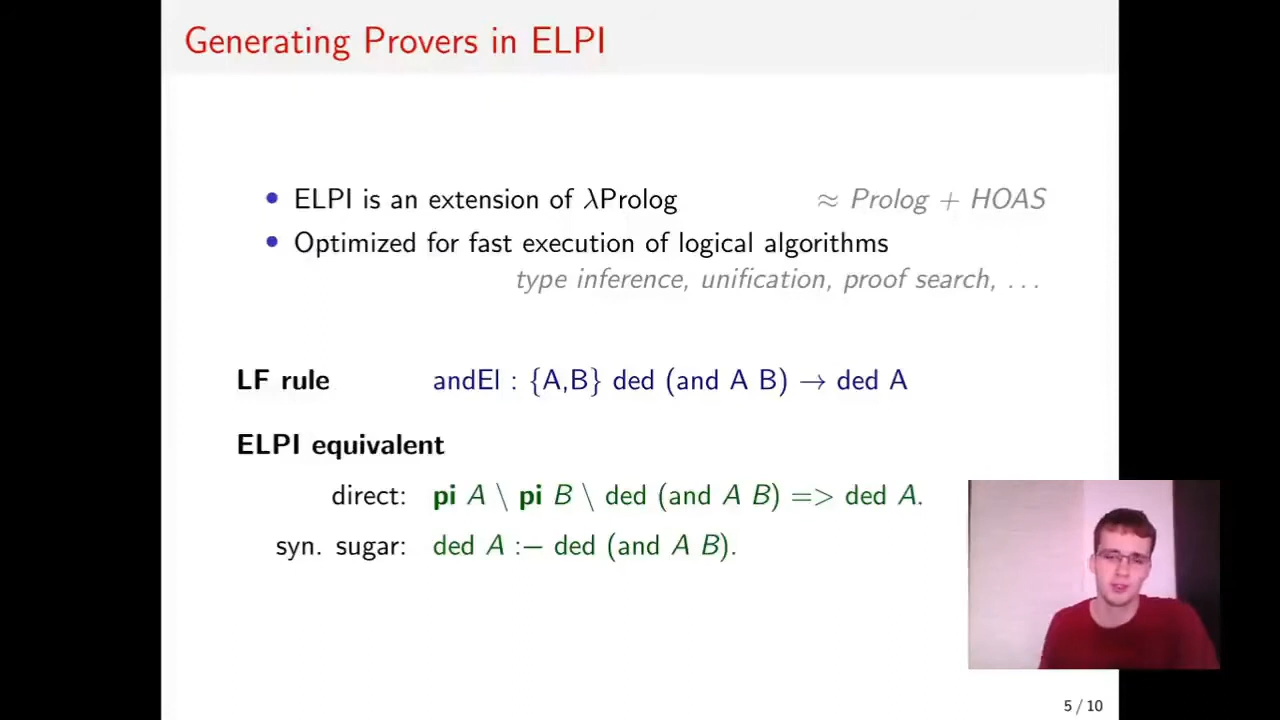 Generating Provers in ELPI
• ELPI is an extension of λProlog ≈ Prolog + HOAS
• Optimized for fast execution of logical algorithms
type inference, unification, proof search, ...
LF rule andEl : {A,B} ded (and A B) → ded A
ELPI equivalent
direct: pi A \ pi B \ ded (and A B) => ded A.
syn. sugar: ded A :− ded (and A B).
5 / 10